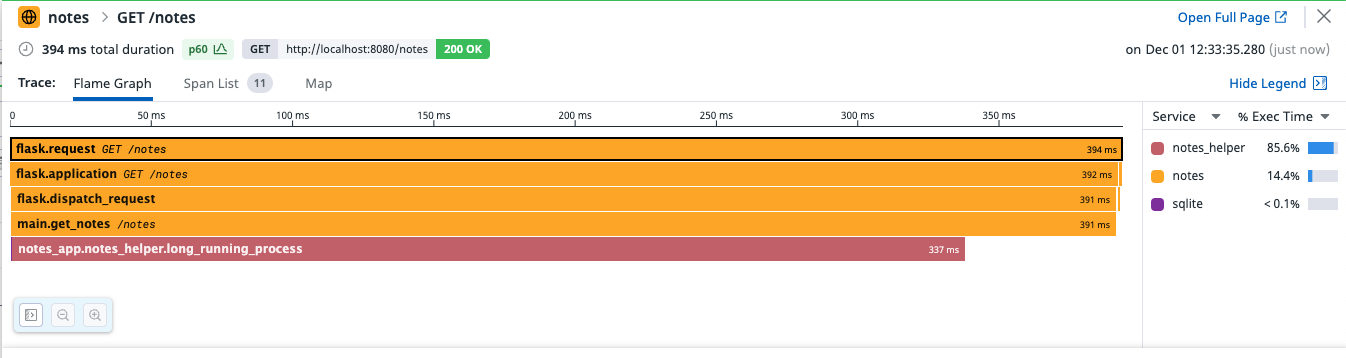 notes > GET /notes Open Full Page
394 ms total duration p60 GET http://localhost:8080/notes 200 OK on Dec 01 12:33:35.280 (just now)
Trace: Flame Graph Span List 11 Map Hide Legend
0 50 ms 100 ms 150 ms 200 ms 250 ms 300 ms 350 ms
Service % Exec Time
flask.request GET /notes 394 ms
flask.application GET /notes 392 ms
flask.dispatch_request 391 ms
main.get_notes /notes 391 ms
notes_app.notes_helper.long_running_process 337 ms
notes_helper 85.6%
notes 14.4%
sqlite < 0.1%